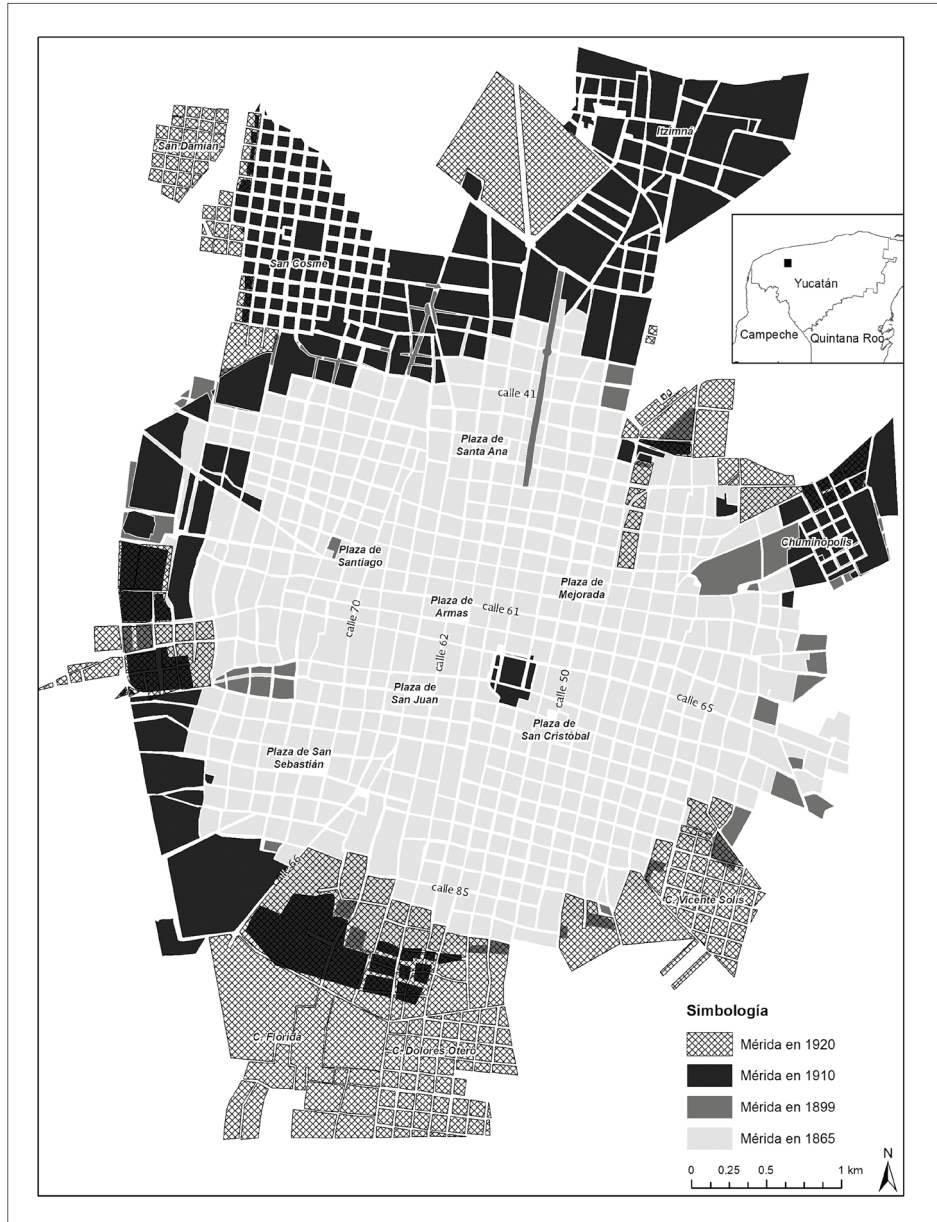 Itzimná
San Damián
San Cosme
Yucatán
Campeche
Quintana Roo
calle 41
Plaza de
Santa Ana
Chuminópolis
Plaza de
Santiago
Plaza de
Mejorada
Plaza de
Armas
calle 61
calle 70
calle 62
calle 50
Plaza de
San Juan
calle 65
Plaza de
San Cristóbal
Plaza de San
Sebastián
66
calle 85
C. Vicente Solís
C. Florida
C. Dolores Otero
Simbología
Mérida en 1920
Mérida en 1910
Mérida en 1899
Mérida en 1865
N
0 0.25 0.5 1 km